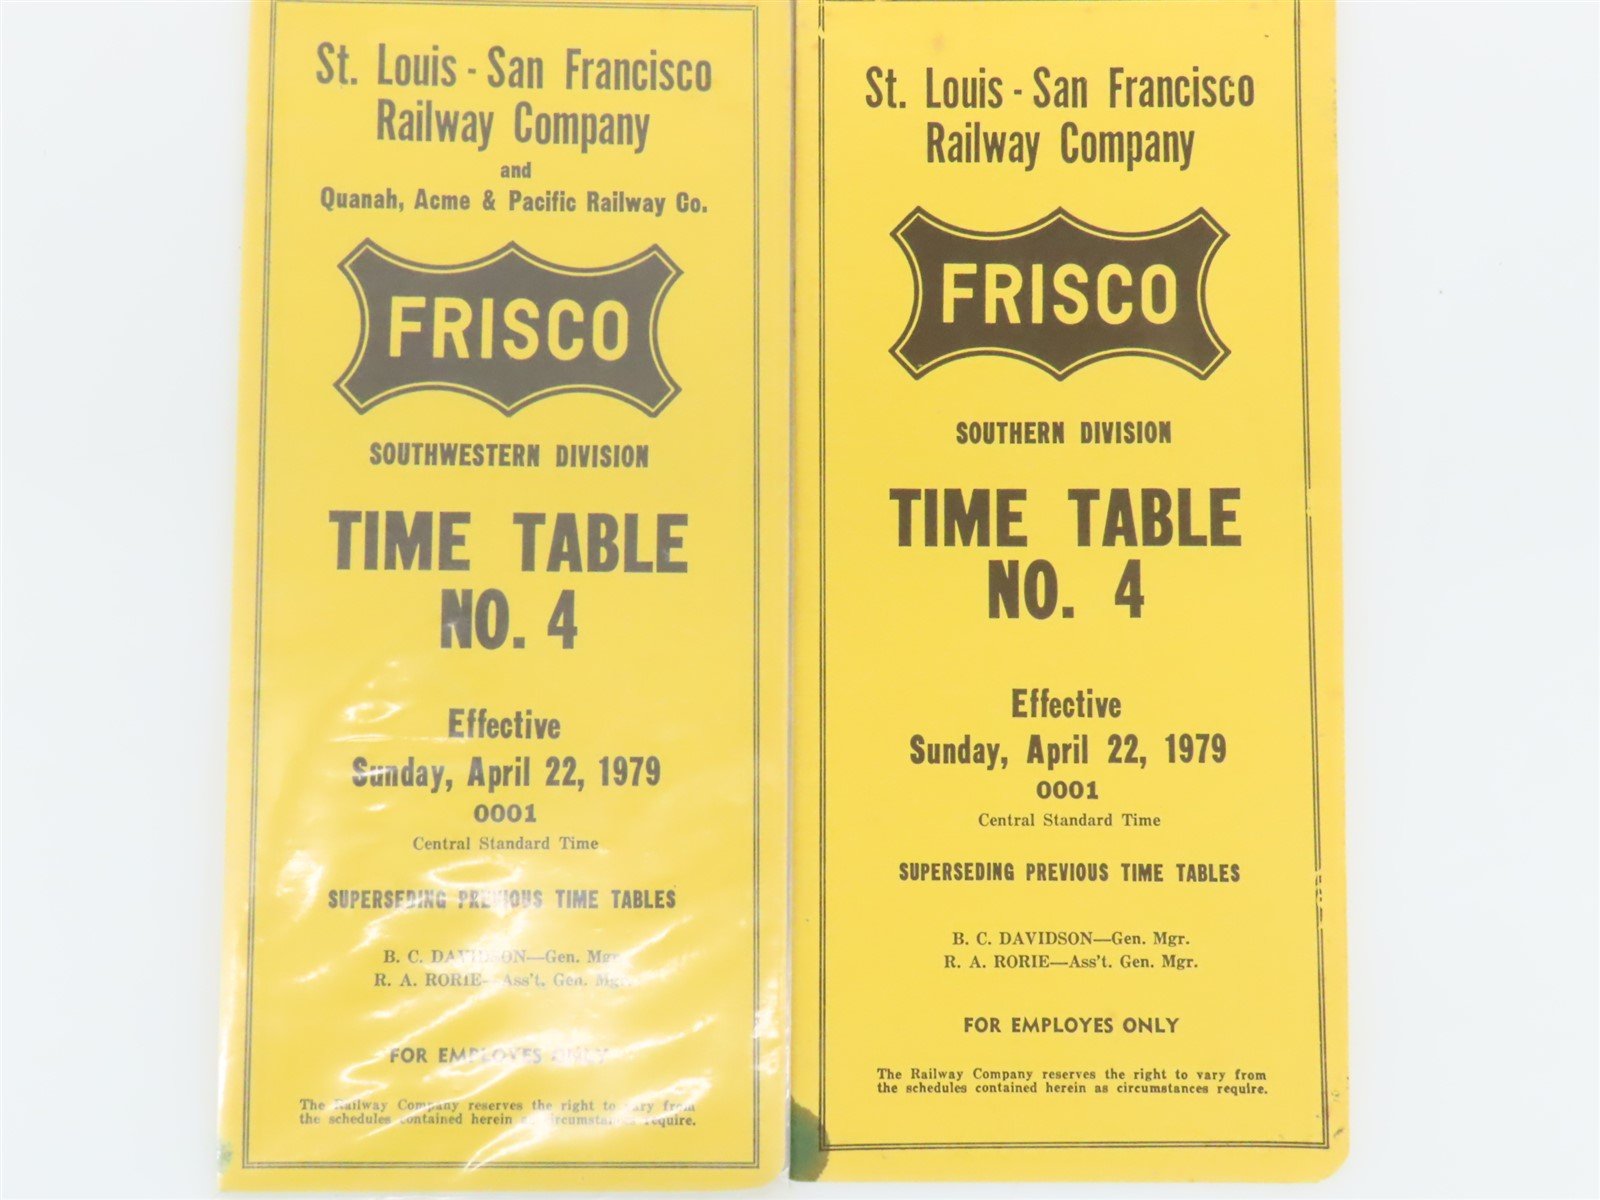 St. Louis - San Francisco
Railway Company
and
Quanah, Acme & Pacific Railway Co.
FRISCO
SOUTHWESTERN DIVISION
TIME TABLE
NO. 4
Effective
Sunday, April 22, 1979
0001
Central Standard Time
SUPERSEDING PREVIOUS TIME TABLES
B. C. DAVIDSON—Gen. Mgr.
R. A. RORIE—Ass't. Gen. Mgr.
FOR EMPLOYES ONLY
The Railway Company reserves the right to vary from
the schedules contained herein as circumstances require.
St. Louis - San Francisco
Railway Company
FRISCO
SOUTHERN DIVISION
TIME TABLE
NO. 4
Effective
Sunday, April 22, 1979
0001
Central Standard Time
SUPERSEDING PREVIOUS TIME TABLES
B. C. DAVIDSON—Gen. Mgr.
R. A. RORIE—Ass't. Gen. Mgr.
FOR EMPLOYES ONLY
The Railway Company reserves the right to vary from
the schedules contained herein as circumstances require.